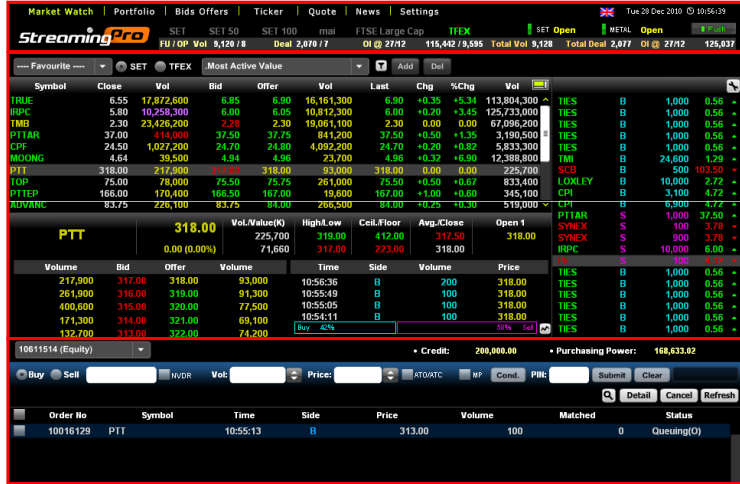 Market Watch | Portfolio | Bids Offers | Ticker | Quote | News | Settings Tue 28 Dec 2010 10:56:39
StreamingPro SET SET 50 SET 100 mai FTSE Large Cap TFEX SET Open METAL Open Push
FU / OP Vol 9,120 / 8 Deal 2,070 / 7 OI @ 27/12 115,442 / 9,595 Total Vol 9,128 Total Deal 2,077 OI @ 27/12 125,037
---- Favourite ---- SET TFEX .Most Active Value Add Del
Symbol Close Vol Bid Offer Vol Last Chg %Chg Vol
TRUE 6.55 17,872,600 6.85 6.90 16,161,300 6.90 +0.35 +5.34 113,804,300
IRPC 5.80 10,258,300 6.00 6.05 10,812,300 6.00 +0.20 +3.45 125,733,000
TMB 2.30 23,426,200 2.28 2.30 19,061,100 2.30 0.00 0.00 67,096,200
PTTAR 37.00 414,000 37.50 37.75 841,200 37.50 +0.50 +1.35 3,190,500
CPF 24.50 1,027,200 24.70 24.80 4,092,200 24.70 +0.20 +0.82 5,833,300
MOONG 4.64 39,500 4.94 4.96 23,700 4.96 +0.32 +6.90 12,388,800
PTT 318.00 217,900 318.00 93,000 318.00 0.00 0.00 225,700
TOP 75.00 78,000 75.50 75.75 261,000 75.50 +0.50 +0.67 833,400
PTTEP 166.00 170,400 166.50 167.00 19,600 167.00 +1.00 +0.60 345,100
ADVANC 83.75 226,100 83.75 84.00 266,500 84.00 +0.25 +0.30 519,000
TIES B 1,000 0.56
TIES B 1,000 0.56
TIES B 1,000 0.56
TIES B 1,000 0.56
TIES B 1,000 0.56
TMI B 24,600 1.29
SCB B 500 103.50
LOXLEY B 10,000 2.72
CPI B 3,100 4.72
CPI B 6,900 4.72
PTTAR S 1,000 37.50
SYNEX S 100 3.78
SYNEX S 900 3.78
IRPC S 10,000 6.00
S 100
TIES B 1,000 0.56
TIES B 1,000 0.56
TIES B 1,000 0.56
TIES B 1,000 0.56
TIES B 1,000 0.56
PTT 318.00 Vol./Value(K) High/Low Ceil./Floor Avg./Close Open 1
225,700 319.00 412.00 317.50 318.00
0.00 (0.00%) 71,660 317.00 223.00 318.00
Volume Bid Offer Volume Time Side Volume Price
217,900 317.00 318.00 93,000 10:56:36 B 200 318.00
261,900 316.00 319.00 91,300 10:55:49 B 100 318.00
400,600 315.00 320.00 77,500 10:55:05 B 100 318.00
171,300 314.00 321.00 69,100 10:54:11 B 100 318.00
132,700 313.00 322.00 74,200 Buy 42% 58% Sell
10611514 (Equity) • Credit: 200,000.00 • Purchasing Power: 168,633.02
Buy Sell NVDR Vol: Price: ATO/ATC MP Cond. PIN: Submit Clear
Detail Cancel Refresh
Order No Symbol Time Side Price Volume Matched Status
10016129 PTT 10:55:13 B 313.00 100 0 Queuing(O)